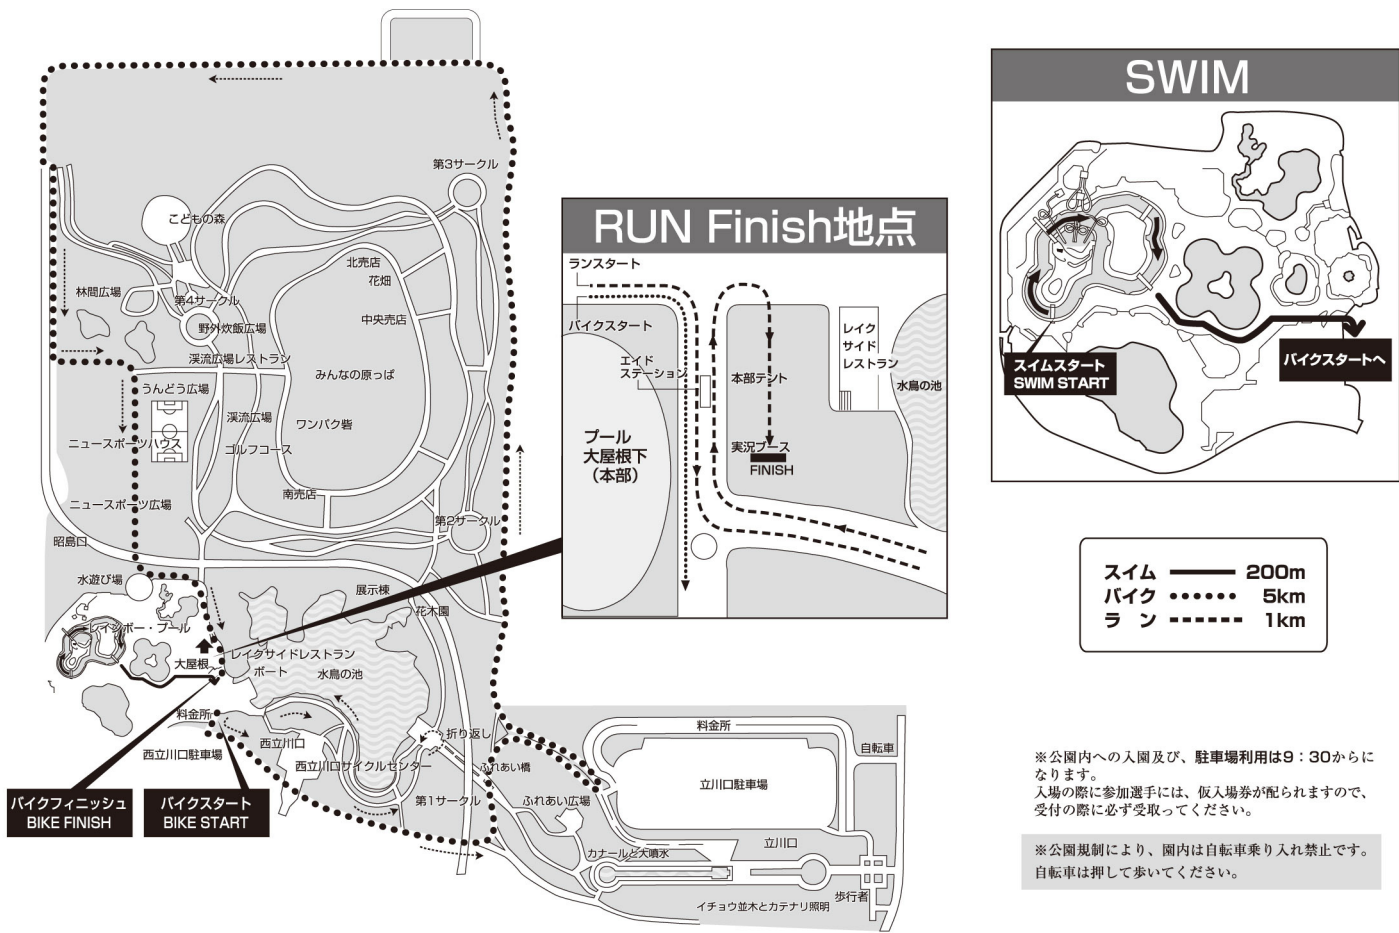 第3サークル
こどもの森
北売店
花畑
林間広場
第4サークル
中央売店
野外炊飯広場
渓流広場レストラン
みんなの原っぱ
うんどう広場
渓流広場
ワンパク砦
ニュースポーツハウス
ゴルフコース
南売店
ニュースポーツ広場
第2サークル
昭島口
水遊び場
展示棟
花木園
レインボー・プール
大屋根
レイクサイドレストラン
ボート
水鳥の池
料金所
西立川口
折り返し
西立川口駐車場
西立川口サイクルセンター
ふれあい橋
第1サークル
ふれあい広場
バイクフィニッシュ
BIKE FINISH
バイクスタート
BIKE START
料金所
自転車
立川口駐車場
立川口
カナールと大噴水
歩行者
イチョウ並木とカテナリ照明
RUN Finish地点
ランスタート
バイクスタート
エイド
ステーション
本部テント
レイク
サイド
レストラン
水鳥の池
プール
大屋根下
（本部）
実況ブース
FINISH
SWIM
スイムスタート
SWIM START
バイクスタートへ
スイム 200m
バイク 5km
ラン 1km
※公園内への入園及び、駐車場利用は9：30からに
なります。
入場の際に参加選手には、仮入場券が配られますので、
受付の際に必ず受取ってください。
※公園規制により、園内は自転車乗り入れ禁止です。
自転車は押して歩いてください。